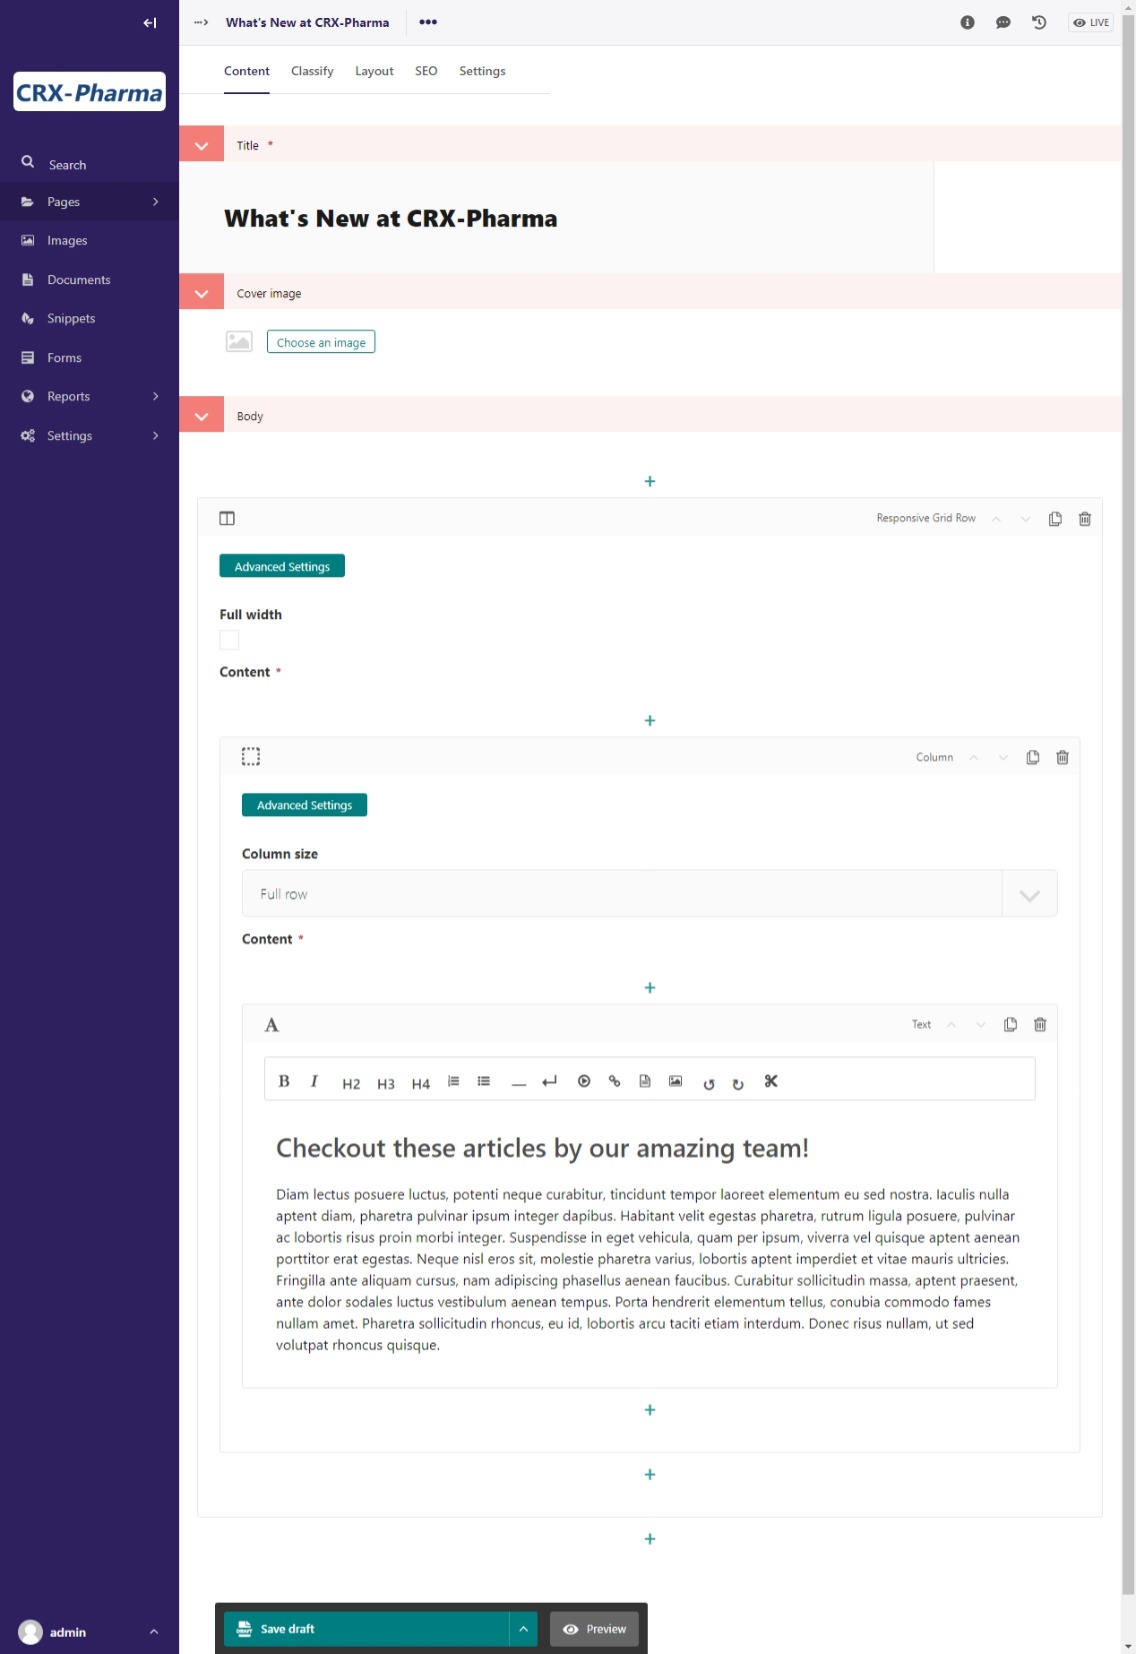 What's New at CRX-Pharma
LIVE
Content Classify Layout SEO Settings
CRX-Pharma
Search
Pages
Images
Documents
Snippets
Forms
Reports
Settings
Title *
What's New at CRX-Pharma
Cover image
Choose an image
Body
Responsive Grid Row
Advanced Settings
Full width
Content *
Column
Advanced Settings
Column size
Full row
Content *
Text
B I H2 H3 H4
Checkout these articles by our amazing team!
Diam lectus posuere luctus, potenti neque curabitur, tincidunt tempor laoreet elementum eu sed nostra. Iaculis nulla
aptent diam, pharetra pulvinar ipsum integer dapibus. Habitant velit egestas pharetra, rutrum ligula posuere, pulvinar
ac lobortis risus proin morbi integer. Suspendisse in eget vehicula, quam per ipsum, viverra vel quisque aptent aenean
porttitor erat egestas. Neque nisl eros sit, molestie pharetra varius, lobortis aptent imperdiet et vitae mauris ultricies.
Fringilla ante aliquam cursus, nam adipiscing phasellus aenean faucibus. Curabitur sollicitudin massa, aptent praesent,
ante dolor sodales luctus vestibulum aenean tempus. Porta hendrerit elementum tellus, conubia commodo fames
nullam amet. Pharetra sollicitudin rhoncus, eu id, lobortis arcu taciti etiam interdum. Donec risus nullam, ut sed
volutpat rhoncus quisque.
admin
DRAFT Save draft
Preview